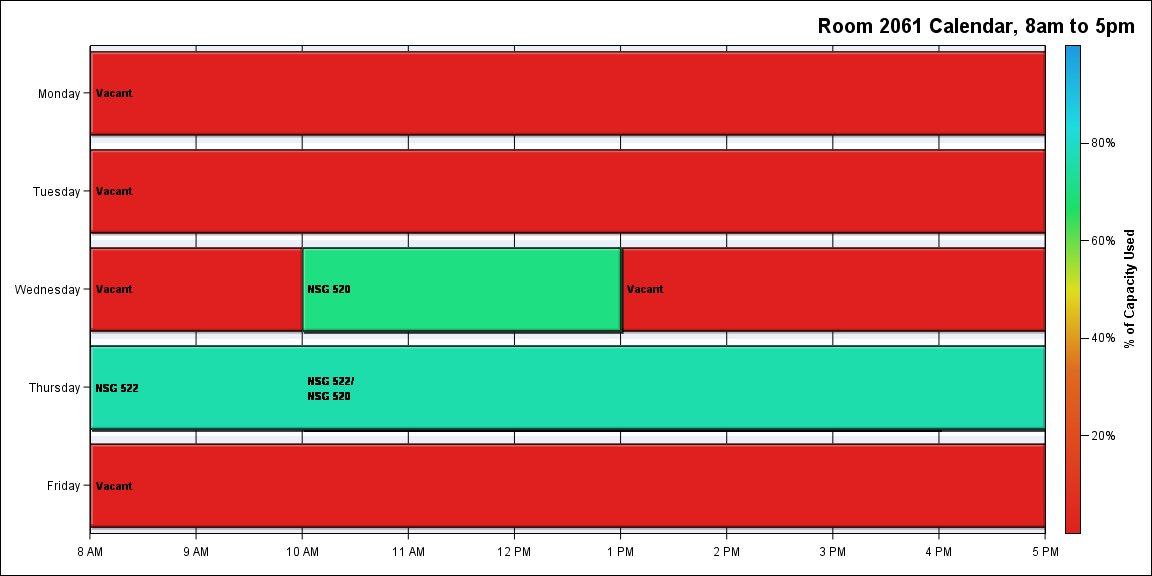 Room 2061 Calendar, 8am to 5pm
Monday
Vacant
Tuesday
Vacant
Wednesday
Vacant
NSG 520
Vacant
Thursday
NSG 522
NSG 522/
NSG 520
Friday
Vacant
8 AM
9 AM
10 AM
11 AM
12 PM
1 PM
2 PM
3 PM
4 PM
5 PM
80%
60%
40%
20%
% of Capacity Used